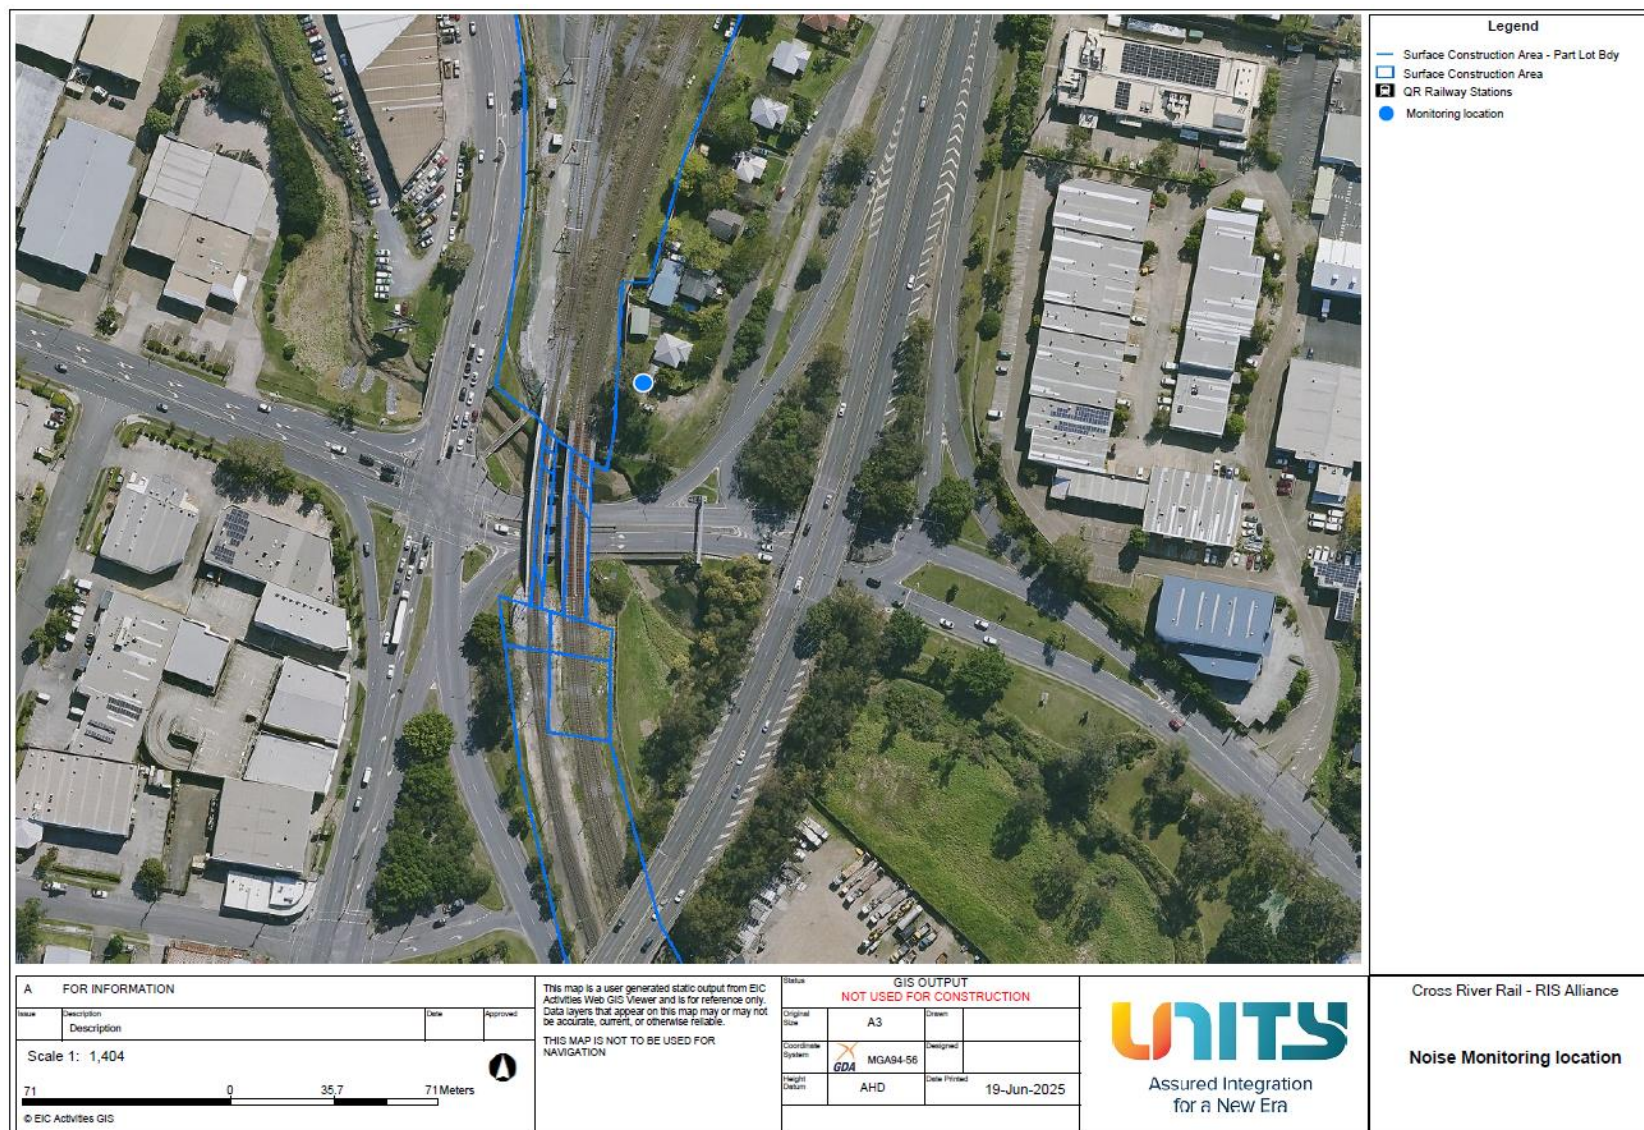 Legend
Surface Construction Area - Part Lot Bdy
Surface Construction Area
QR Railway Stations
Monitoring location
A FOR INFORMATION
Issue Description Date Approved
Description
Scale 1: 1,404
71 0 35.7 71 Meters
© EIC Activities GIS
This map is a user generated static output from EIC
Activities Web GIS Viewer and is for reference only.
Data layers that appear on this map may or may not
be accurate, current, or otherwise reliable.
THIS MAP IS NOT TO BE USED FOR
NAVIGATION
Status GIS OUTPUT
NOT USED FOR CONSTRUCTION
Original
Size A3 Drawn
Coordinate
System GDA MGA94-56 Designed
Height
Datum AHD Date Printed 19-Jun-2025
UNITY
Assured Integration
for a New Era
Cross River Rail - RIS Alliance
Noise Monitoring location